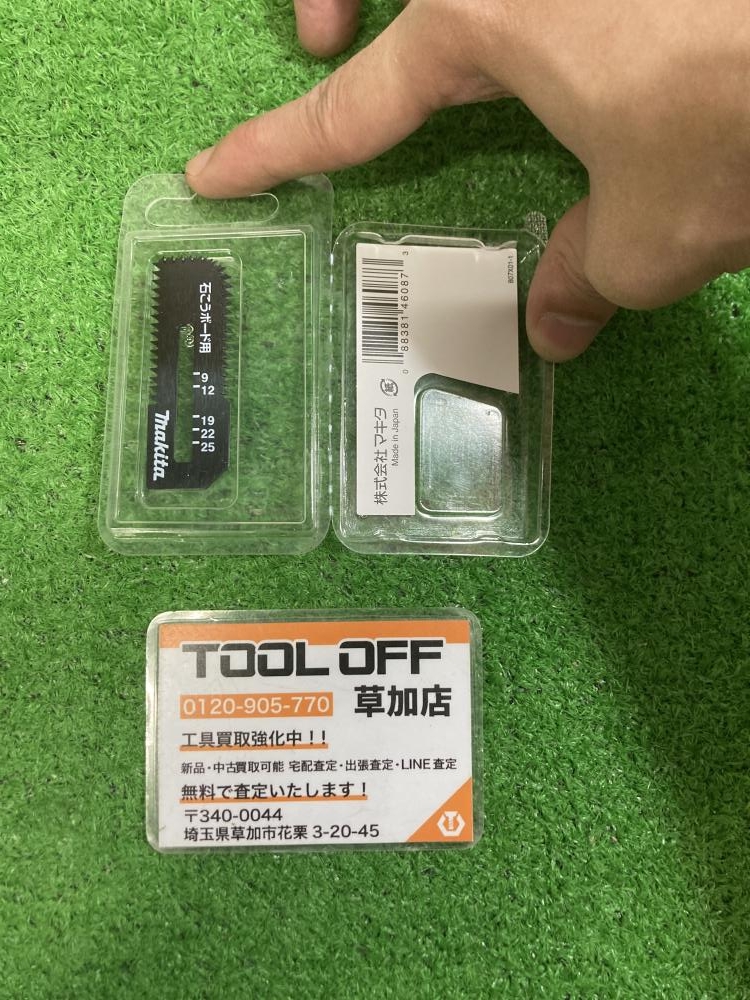 石こうボード用
9
12
19
22
25
makita
0 88381 46087 3
B07X01-1
紙
株式会社マキタ
Made in Japan
TOOL OFF
0120-905-770 草加店
工具買取強化中！！
新品・中古買取可能 宅配査定・出張査定・LINE査定
無料で査定いたします！
〒340-0044
埼玉県草加市花栗 3-20-45